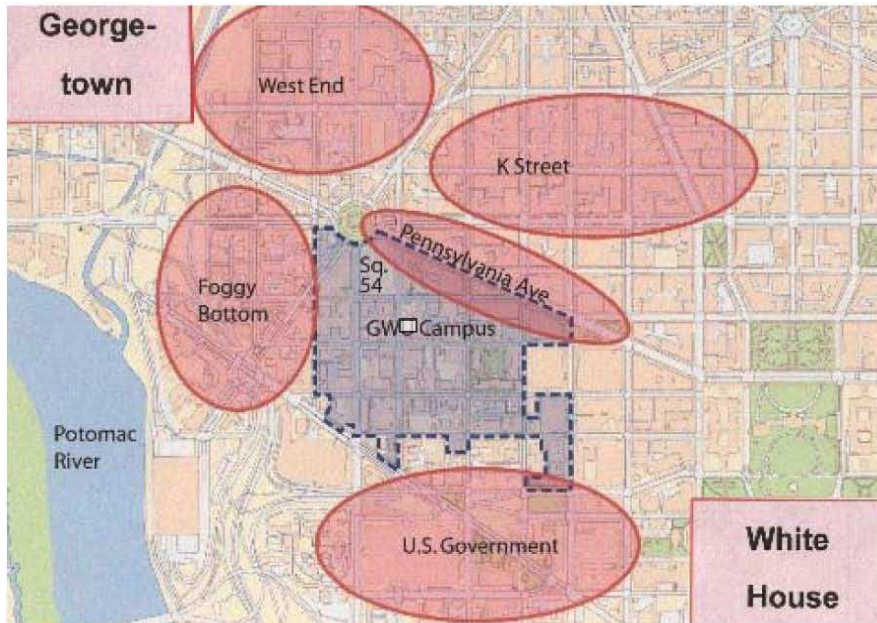 George-
town
West End
K Street
Pennsylvania Ave
Sq.
54
Foggy
Bottom
GW Campus
Potomac
River
U.S. Government
White
House